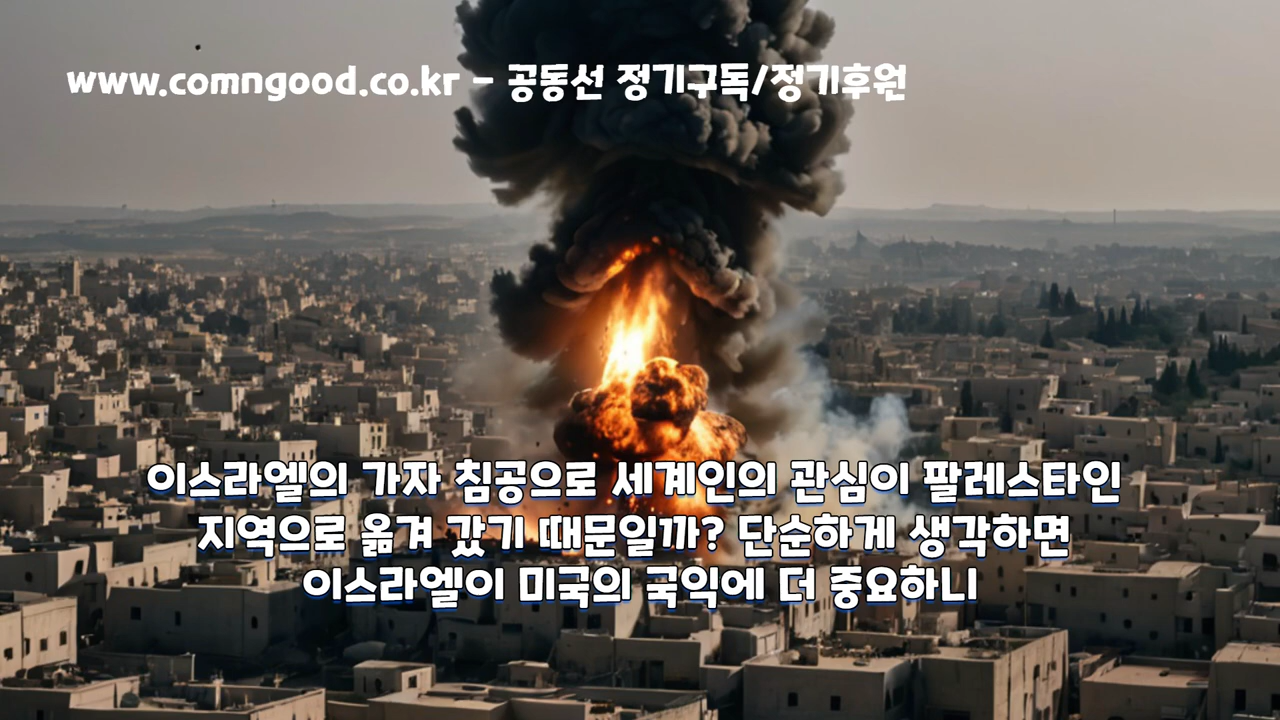 www.comngood.co.kr - 공동선 정기구독/정기후원
이스라엘의 가자 침공으로 세계인의 관심이 팔레스타인
지역으로 옮겨 갔기 때문일까? 단순하게 생각하면
이스라엘이 미국의 국익에 더 중요하니